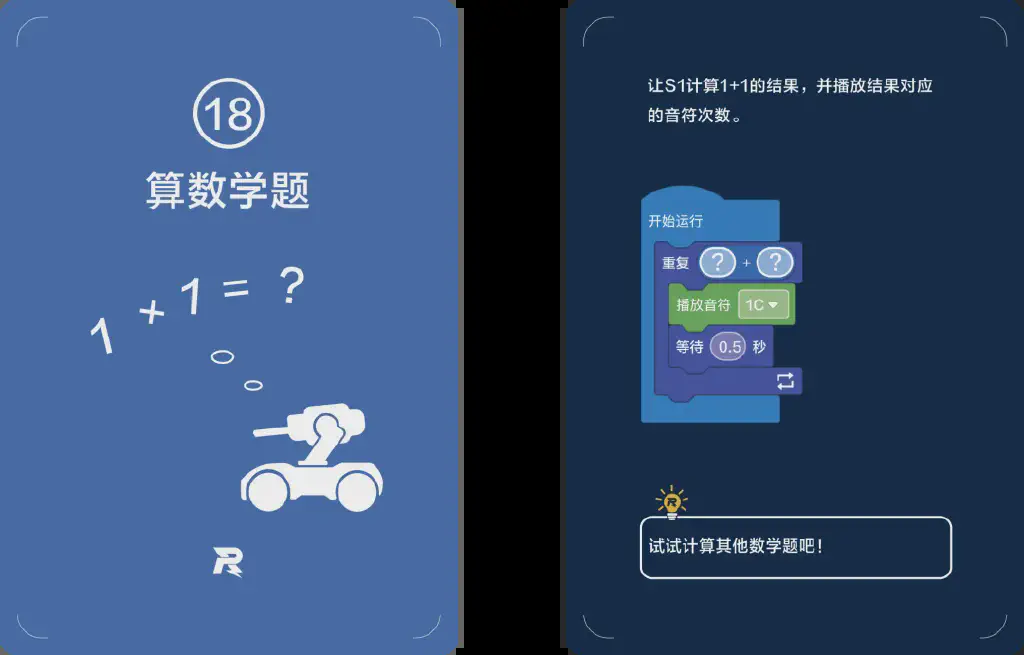 18
算数学题
1 + 1 = ?
让S1计算1+1的结果，并播放结果对应
的音符次数。
开始运行
重复 ? + ?
播放音符 1C
等待 0.5 秒
试试计算其他数学题吧！